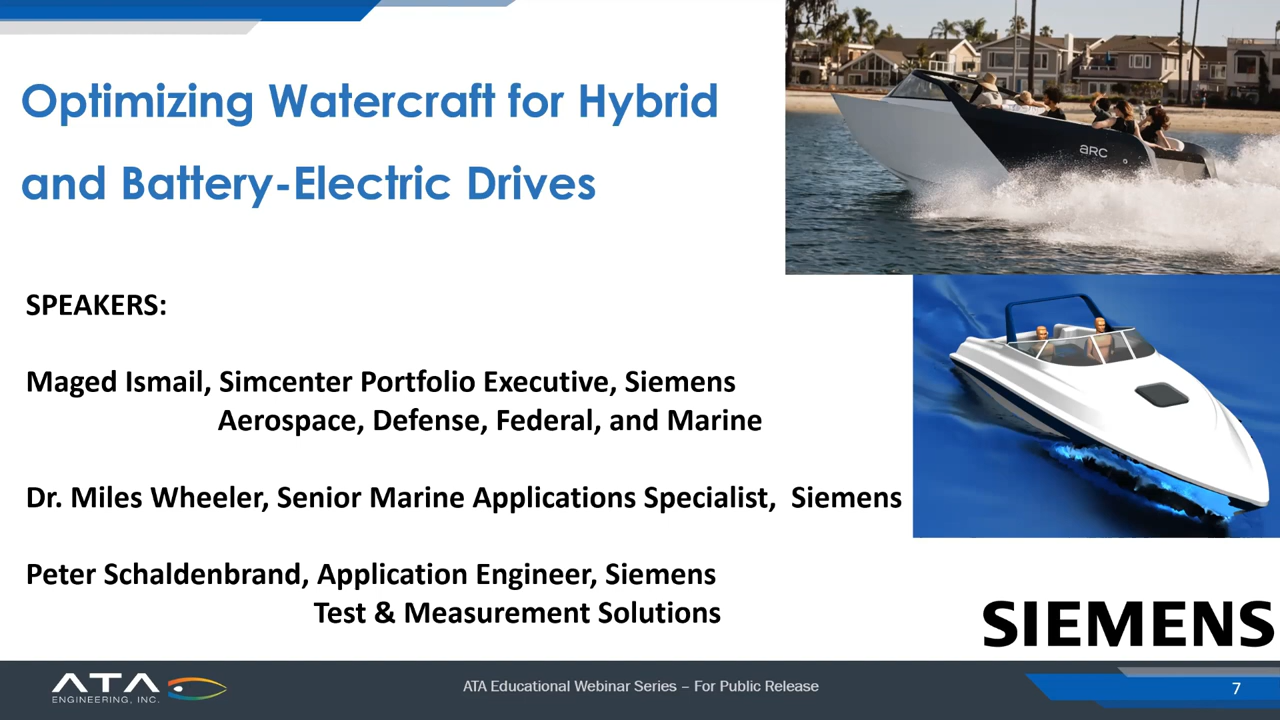 Optimizing Watercraft for Hybrid
and Battery-Electric Drives
arc
SPEAKERS:
Maged Ismail, Simcenter Portfolio Executive, Siemens
Aerospace, Defense, Federal, and Marine
Dr. Miles Wheeler, Senior Marine Applications Specialist, Siemens
Peter Schaldenbrand, Application Engineer, Siemens
Test & Measurement Solutions
SIEMENS
ATA
ENGINEERING, INC.
ATA Educational Webinar Series – For Public Release
7